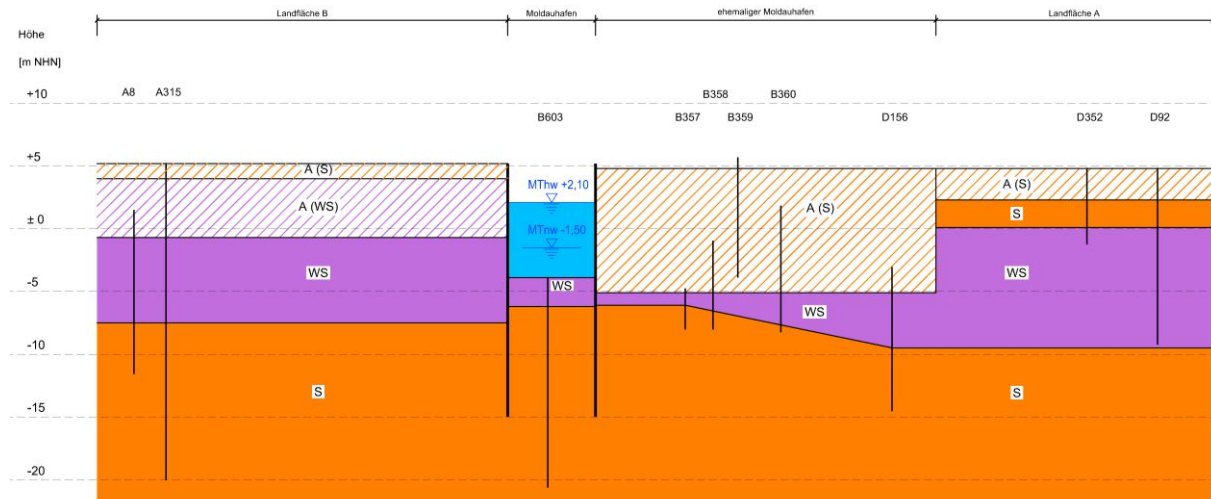 Landfläche B
Moldauhafen
ehemaliger Moldauhafen
Landfläche A
Höhe
[m NHN]
A8
A315
B358
B360
+10
B603
B357
B359
D156
D352
D92
+5
A (S)
A (S)
MThw +2,10
A (WS)
A (S)
S
± 0
MTnw -1,50
WS
WS
WS
-5
WS
-10
S
S
-15
-20